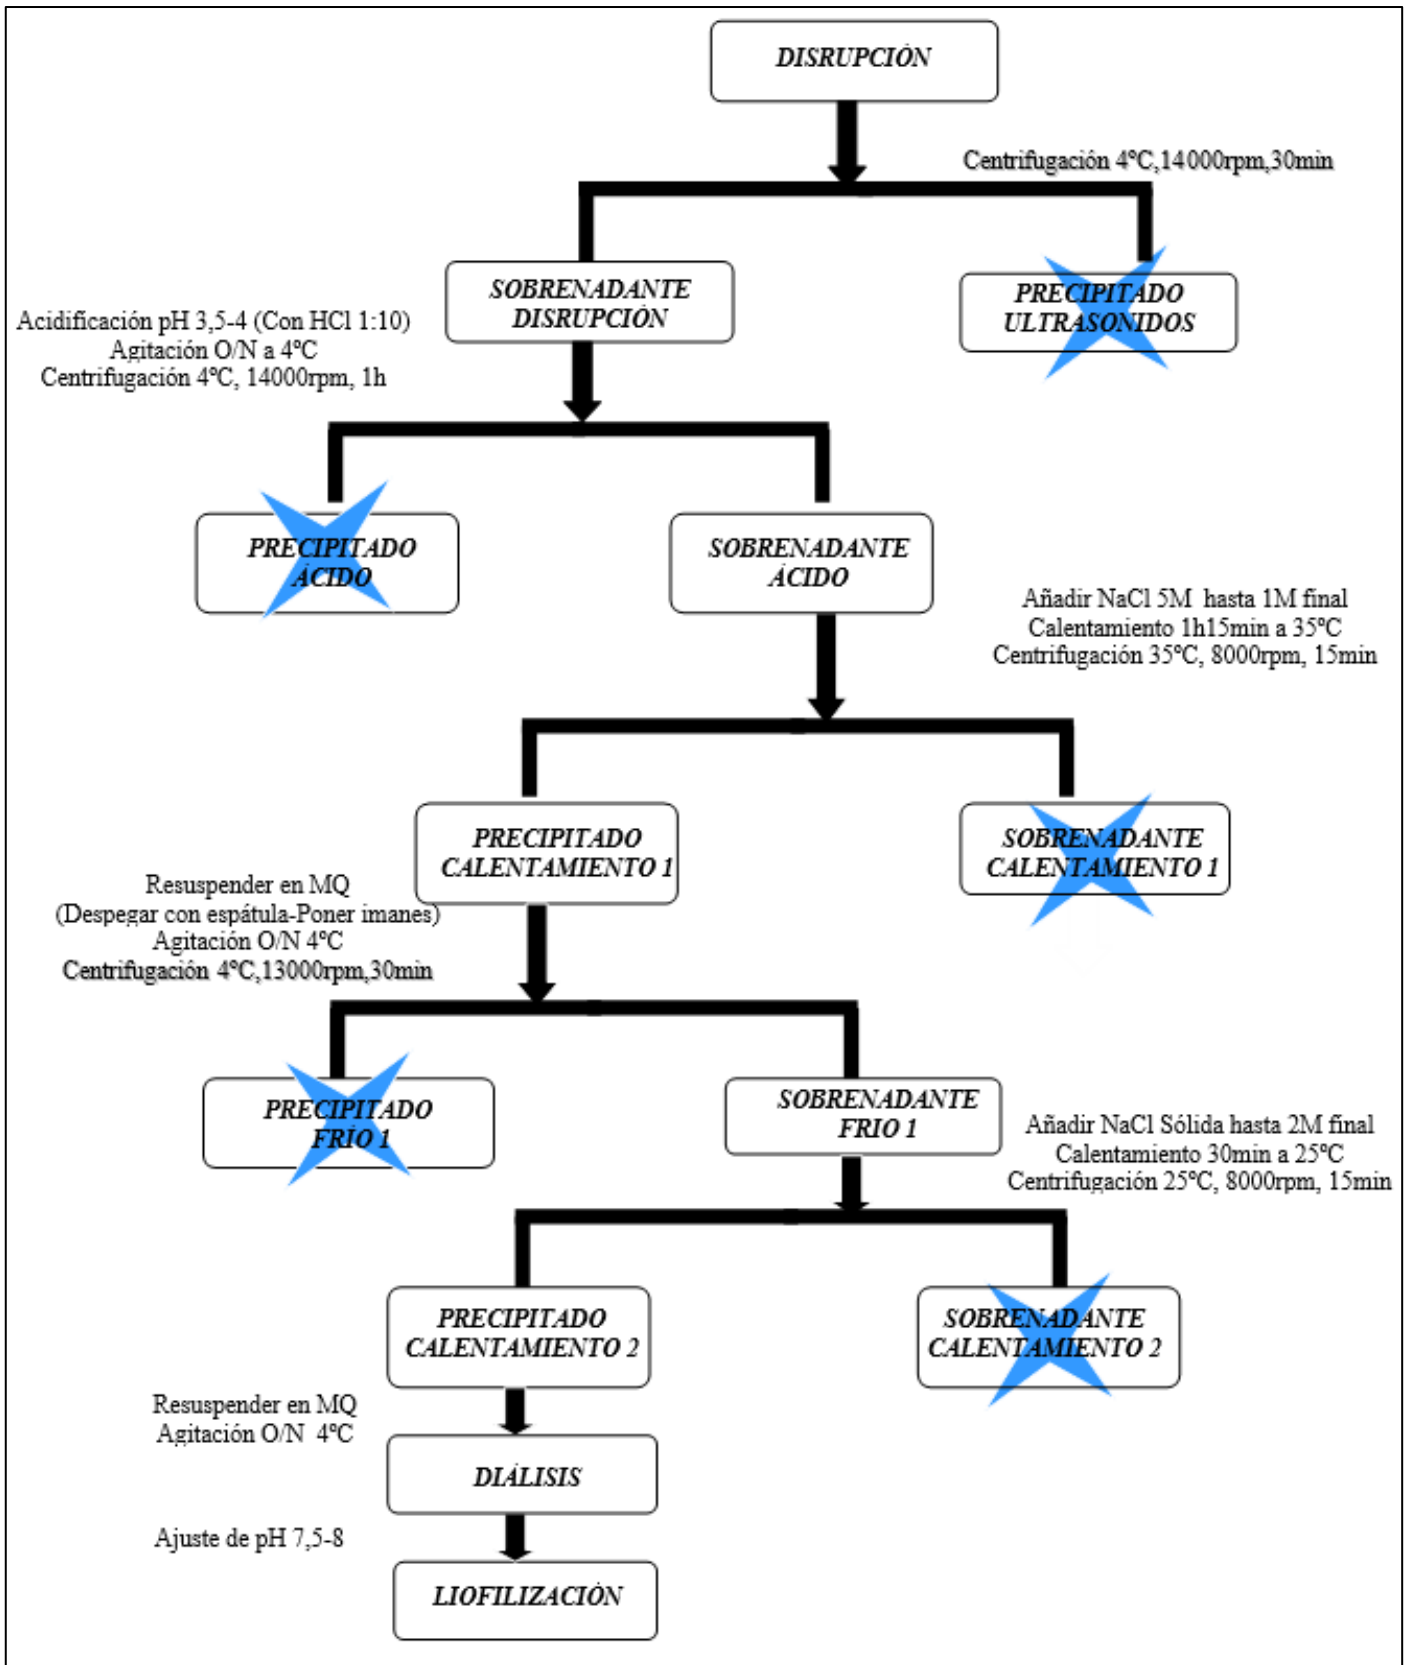 DISRUPCIÓN
Centrifugación 4ºC,14000rpm,30min
SOBRENADANTE
DISRUPCIÓN
PRECIPITADO
ULTRASONIDOS
Acidificación pH 3,5-4 (Con HCl 1:10)
Agitación O/N a 4ºC
Centrifugación 4ºC, 14000rpm, 1h
PRECIPITADO
ÁCIDO
SOBRENADANTE
ÁCIDO
Añadir NaCl 5M hasta 1M final
Calentamiento 1h15min a 35ºC
Centrifugación 35ºC, 8000rpm, 15min
PRECIPITADO
CALENTAMIENTO 1
SOBRENADANTE
CALENTAMIENTO 1
Resuspender en MQ
(Despegar con espátula-Poner imanes)
Agitación O/N 4ºC
Centrifugación 4ºC,13000rpm,30min
PRECIPITADO
FRÍO 1
SOBRENADANTE
FRIO 1
Añadir NaCl Sólida hasta 2M final
Calentamiento 30min a 25ºC
Centrifugación 25ºC, 8000rpm, 15min
PRECIPITADO
CALENTAMIENTO 2
SOBRENADANTE
CALENTAMIENTO 2
Resuspender en MQ
Agitación O/N 4ºC
DIÁLISIS
Ajuste de pH 7,5-8
LIOFILIZACIÓN